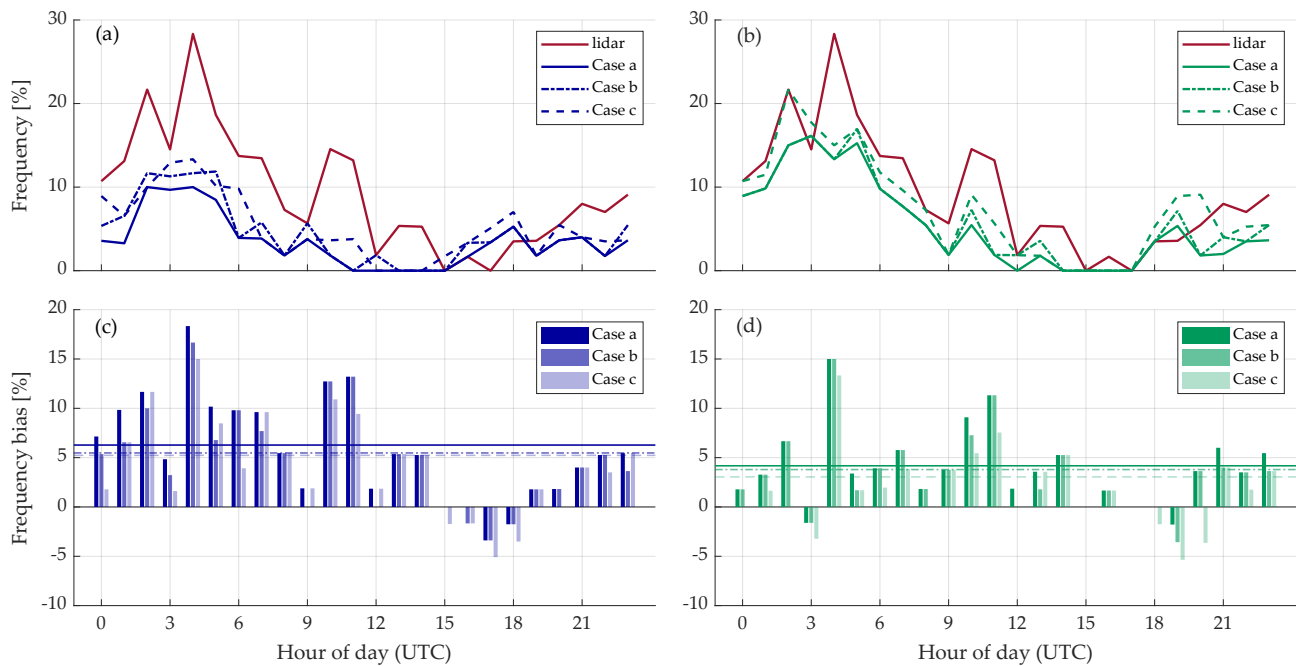 (a)
lidar
Case a
Case b
Case c
Frequency [%]
30
20
10
0
(b)
lidar
Case a
Case b
Case c
30
20
10
0
(c)
Case a
Case b
Case c
Frequency bias [%]
20
15
10
5
0
-5
-10
0 3 6 9 12 15 18 21
Hour of day (UTC)
(d)
Case a
Case b
Case c
20
15
10
5
0
-5
-10
0 3 6 9 12 15 18 21
Hour of day (UTC)